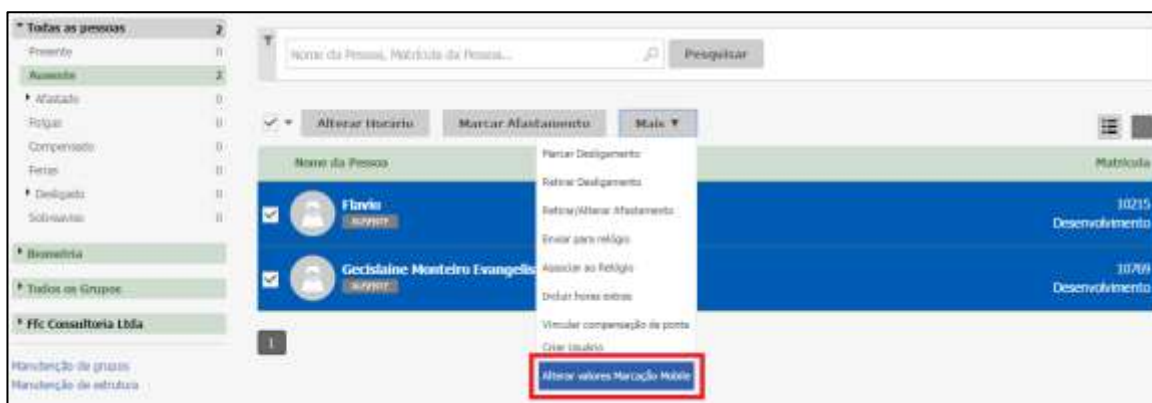 Todas as pessoas 2
Presente 0
Ausente 2
Afastado 0
Folgas 0
Compensado 0
Ferias 0
Desligado 0
Sobreaviso 0
Biometria
Todos os Grupos
Ffc Consultoria Ltda
Manutenção de grupos
Manutenção de estrutura
Nome da Pessoa, Matrícula da Pessoa...
Pesquisar
Alterar Horário Marcar Afastamento Mais
Marcar Desligamento
Retirar Desligamento
Retirar/Alterar Afastamento
Enviar para relógio
Associar ao Relógio
Incluir horas extras
Vincular compensação de ponte
Criar Usuário
Alterar valores Marcação Mobile
Nome da Pessoa Matrícula
Flavio 10215
AUSENTE Desenvolvimento
Gecislaine Monteiro Evangelis 10769
AUSENTE Desenvolvimento
1